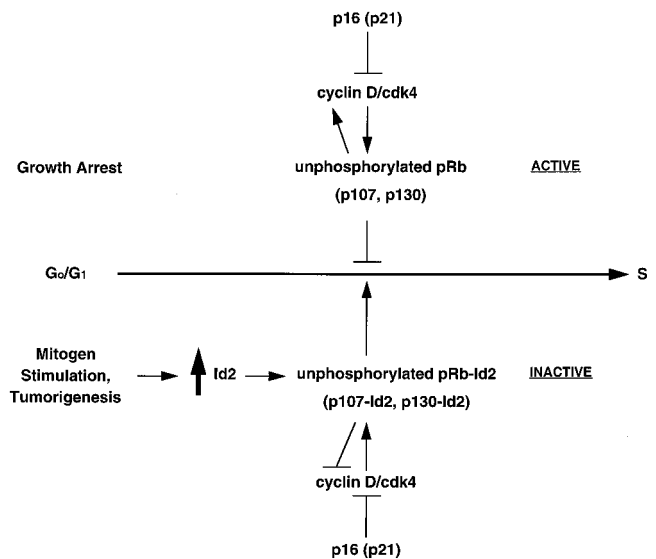 p16 (p21)
cyclin D/cdk4
Growth Arrest
unphosphorylated pRb
ACTIVE
(p107, p130)
Go/G1
S
Mitogen
Stimulation,
Tumorigenesis
Id2
unphosphorylated pRb-Id2
INACTIVE
(p107-Id2, p130-Id2)
cyclin D/cdk4
p16 (p21)